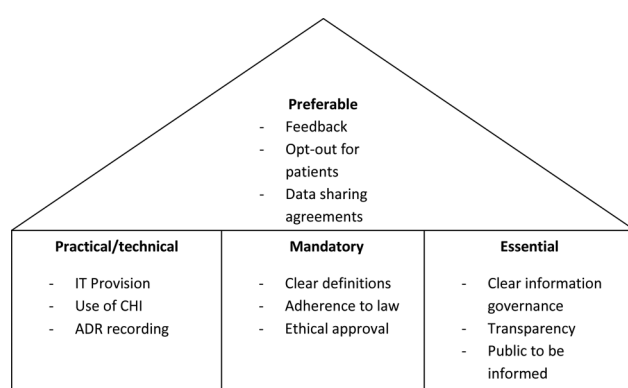 Preferable
- Feedback
- Opt-out for
patients
- Data sharing
agreements
Practical/technical
- IT Provision
- Use of CHI
- ADR recording
Mandatory
- Clear definitions
- Adherence to law
- Ethical approval
Essential
- Clear information
governance
- Transparency
- Public to be
informed